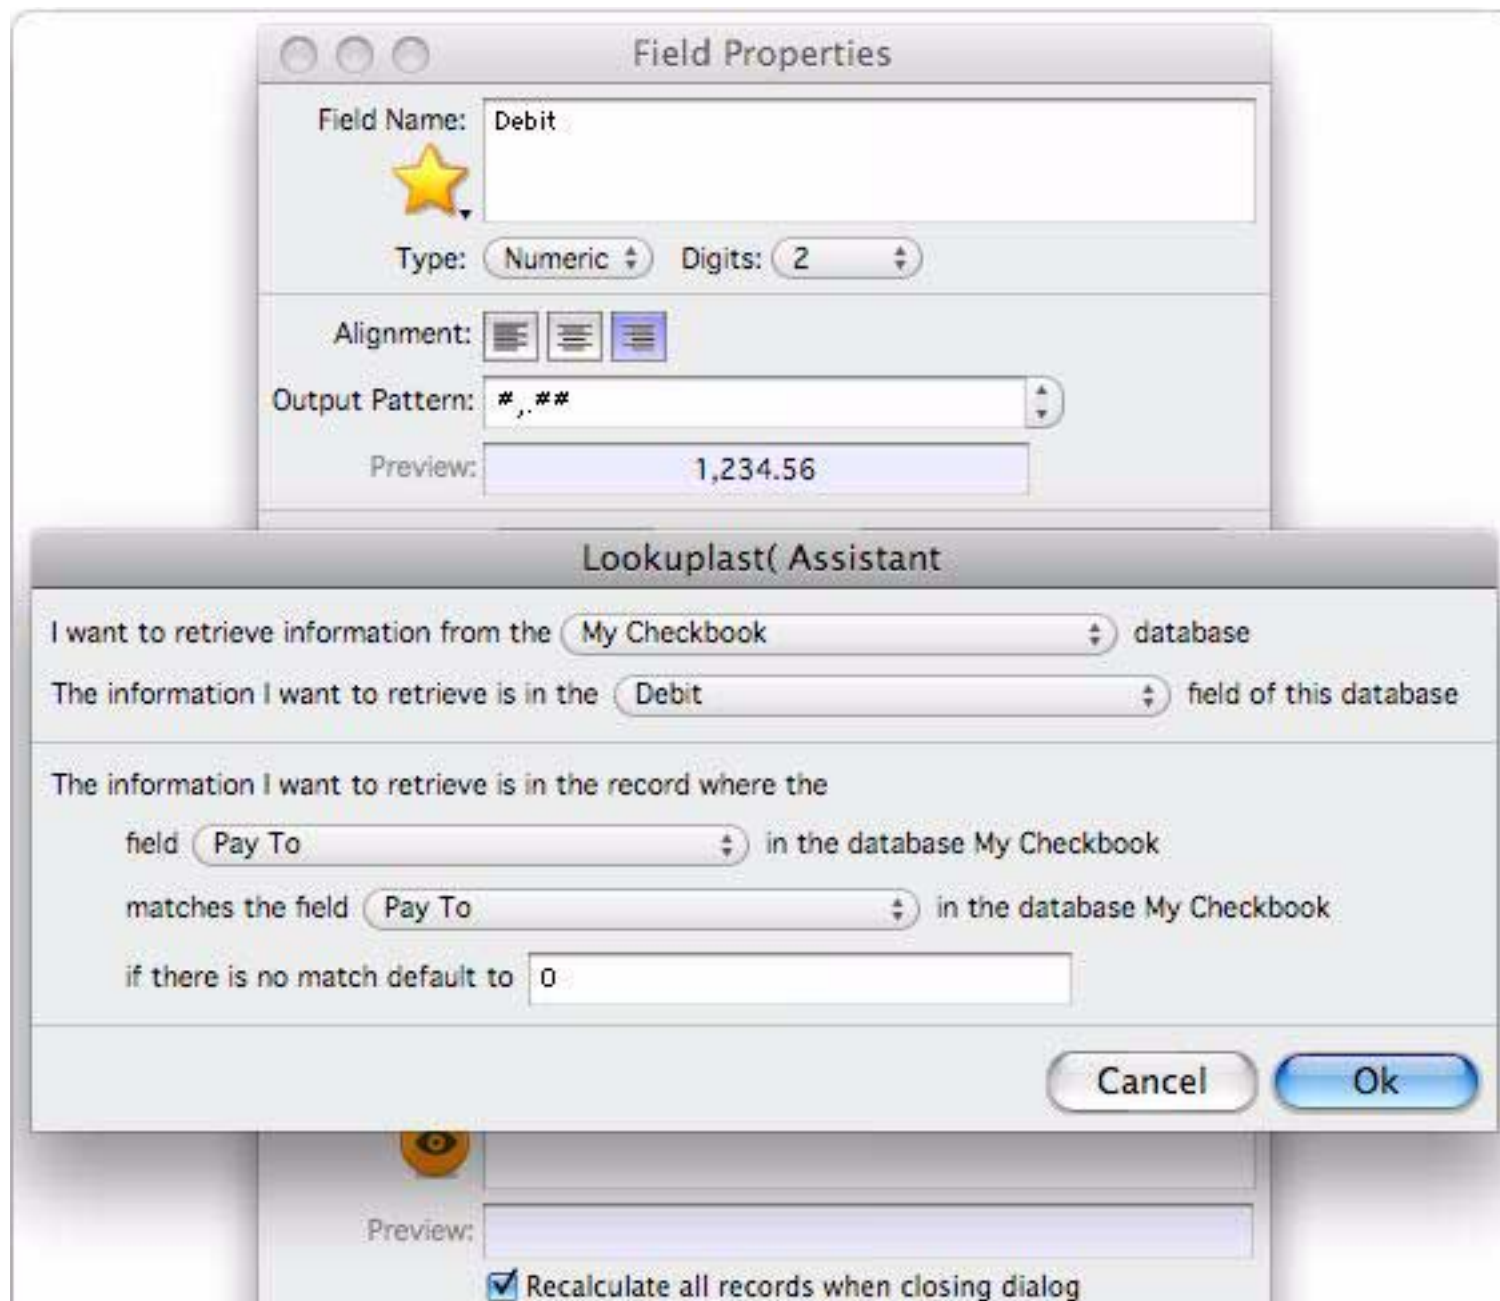 Field Properties
Field Name: Debit
Type: Numeric Digits: 2
Alignment:
Output Pattern: #,.##
Preview: 1,234.56
Lookuplast( Assistant
I want to retrieve information from the My Checkbook database
The information I want to retrieve is in the Debit field of this database
The information I want to retrieve is in the record where the
field Pay To in the database My Checkbook
matches the field Pay To in the database My Checkbook
if there is no match default to 0
Cancel Ok
Preview:
Recalculate all records when closing dialog